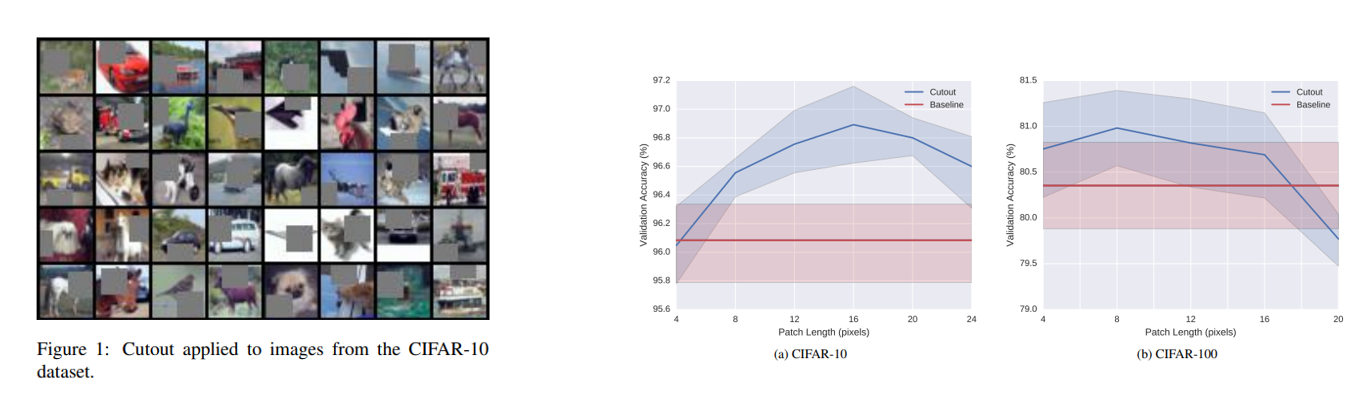 Figure 1: Cutout applied to images from the CIFAR-10
dataset.
97.2
97.0
96.8
96.6
96.4
96.2
96.0
95.8
95.6
Validation Accuracy (%)
Cutout
Baseline
4 8 12 16 20 24
Patch Length (pixels)
(a) CIFAR-10
81.5
81.0
80.5
80.0
79.5
79.0
Validation Accuracy (%)
Cutout
Baseline
4 8 12 16 20
Patch Length (pixels)
(b) CIFAR-100